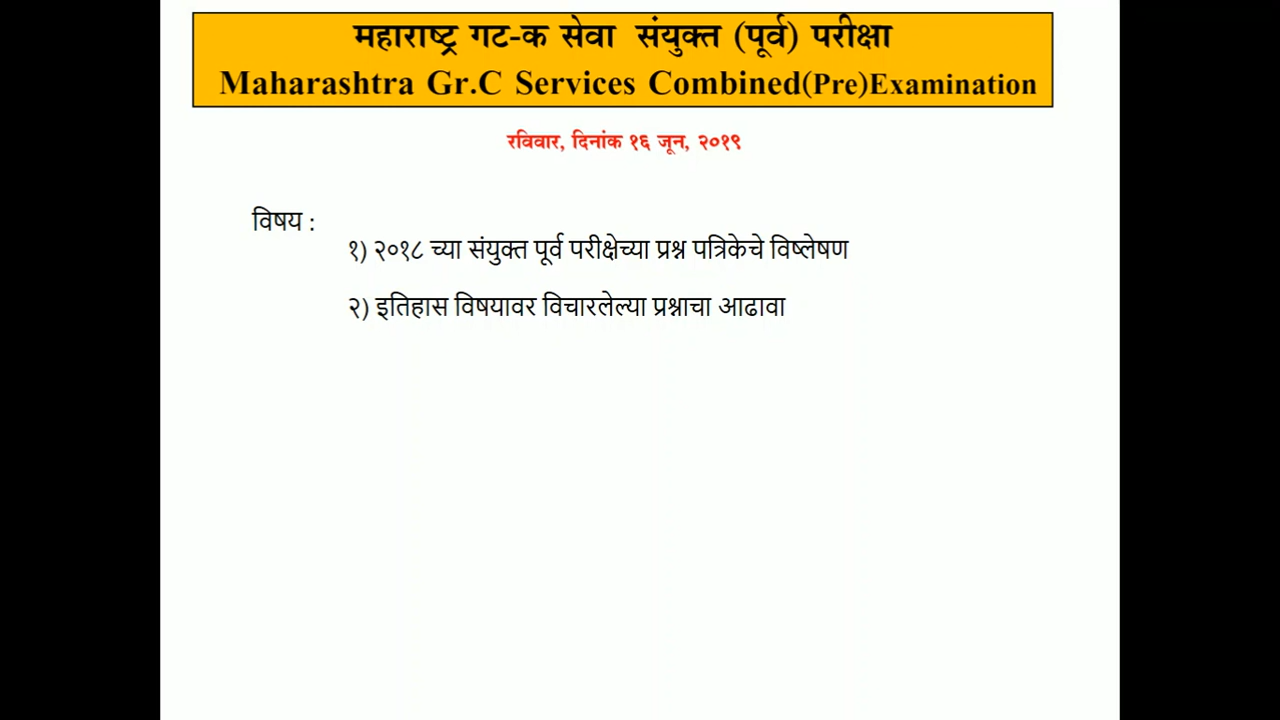 महाराष्ट्र गट-क सेवा संयुक्त (पूर्व) परीक्षा
Maharashtra Gr.C Services Combined(Pre)Examination
रविवार, दिनांक १६ जून, २०१९
विषय :
१) २०१८ च्या संयुक्त पूर्व परीक्षेच्या प्रश्न पत्रिकेचे विष्लेषण
२) इतिहास विषयावर विचारलेल्या प्रश्नाचा आढावा